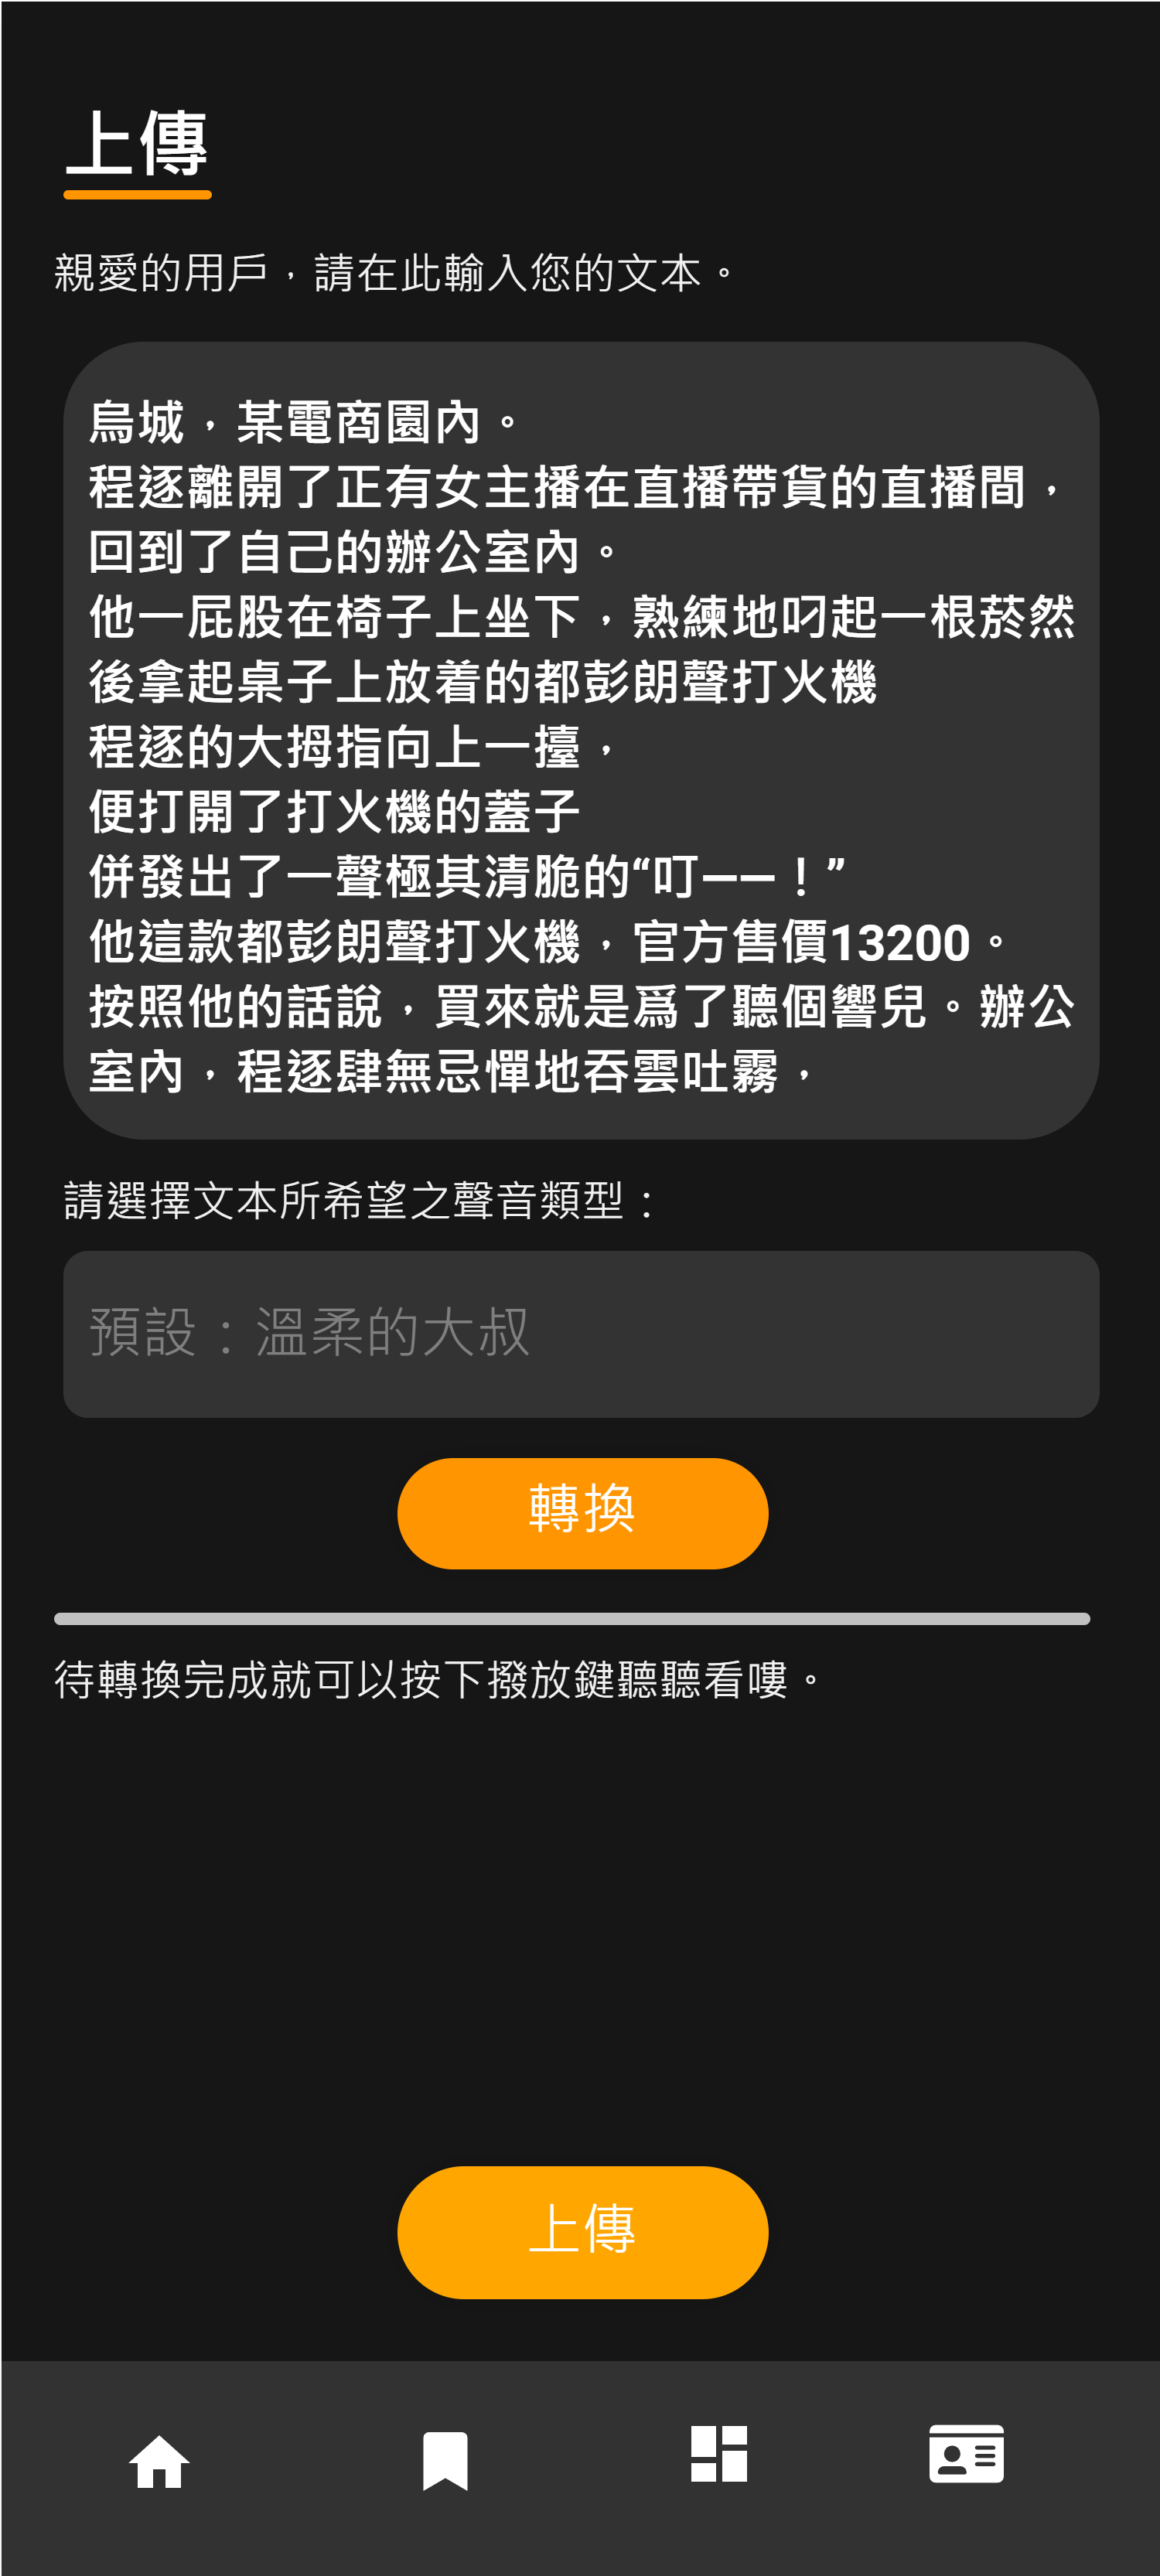 上傳
親愛的用戶，請在此輸入您的文本。
烏城，某電商園內。
程逐離開了正有女主播在直播帶貨的直播間，
回到了自己的辦公室內。
他一屁股在椅子上坐下，熟練地叼起一根菸然
後拿起桌子上放着的都彭朗聲打火機
程逐的大拇指向上一擡，
便打開了打火機的蓋子
併發出了一聲極其清脆的“叮——！”
他這款都彭朗聲打火機，官方售價13200。
按照他的話說，買來就是爲了聽個響兒。辦公
室內，程逐肆無忌憚地吞雲吐霧，
請選擇文本所希望之聲音類型：
預設：溫柔的大叔
轉換
待轉換完成就可以按下撥放鍵聽聽看嘍。
上傳